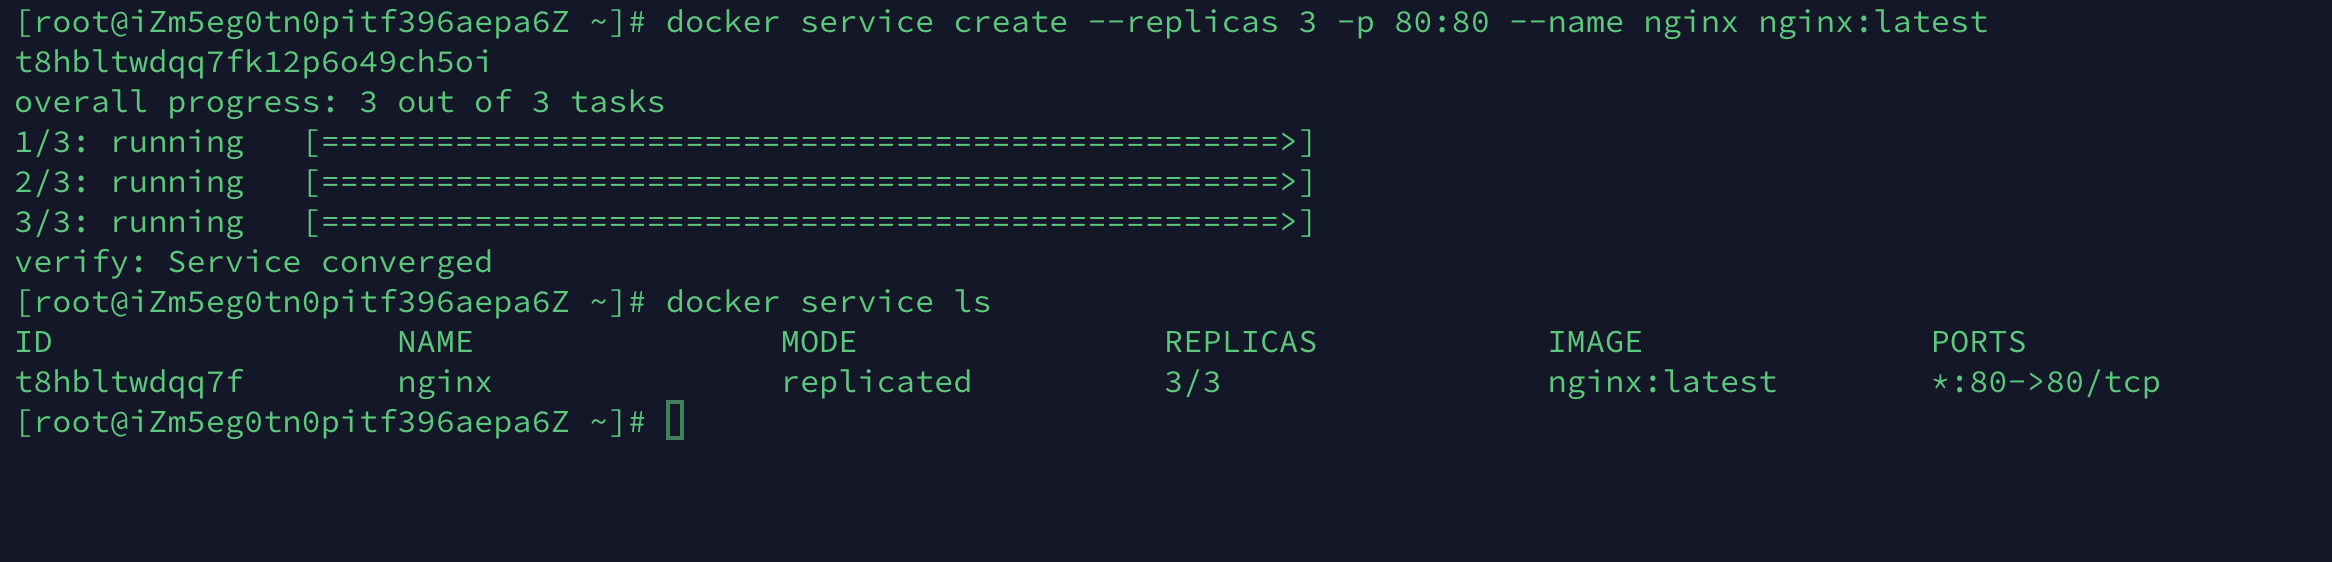 [root@iZm5eg0tn0pitf396aepa6Z ~]# docker service create --replicas 3 -p 80:80 --name nginx nginx:latest
t8hbltwdqq7fk12p6o49ch5oi
overall progress: 3 out of 3 tasks
1/3: running   [==================================================>]
2/3: running   [==================================================>]
3/3: running   [==================================================>]
verify: Service converged
[root@iZm5eg0tn0pitf396aepa6Z ~]# docker service ls
ID                  NAME                MODE                REPLICAS            IMAGE               PORTS
t8hbltwdqq7f        nginx               replicated          3/3                 nginx:latest        *:80->80/tcp
[root@iZm5eg0tn0pitf396aepa6Z ~]#